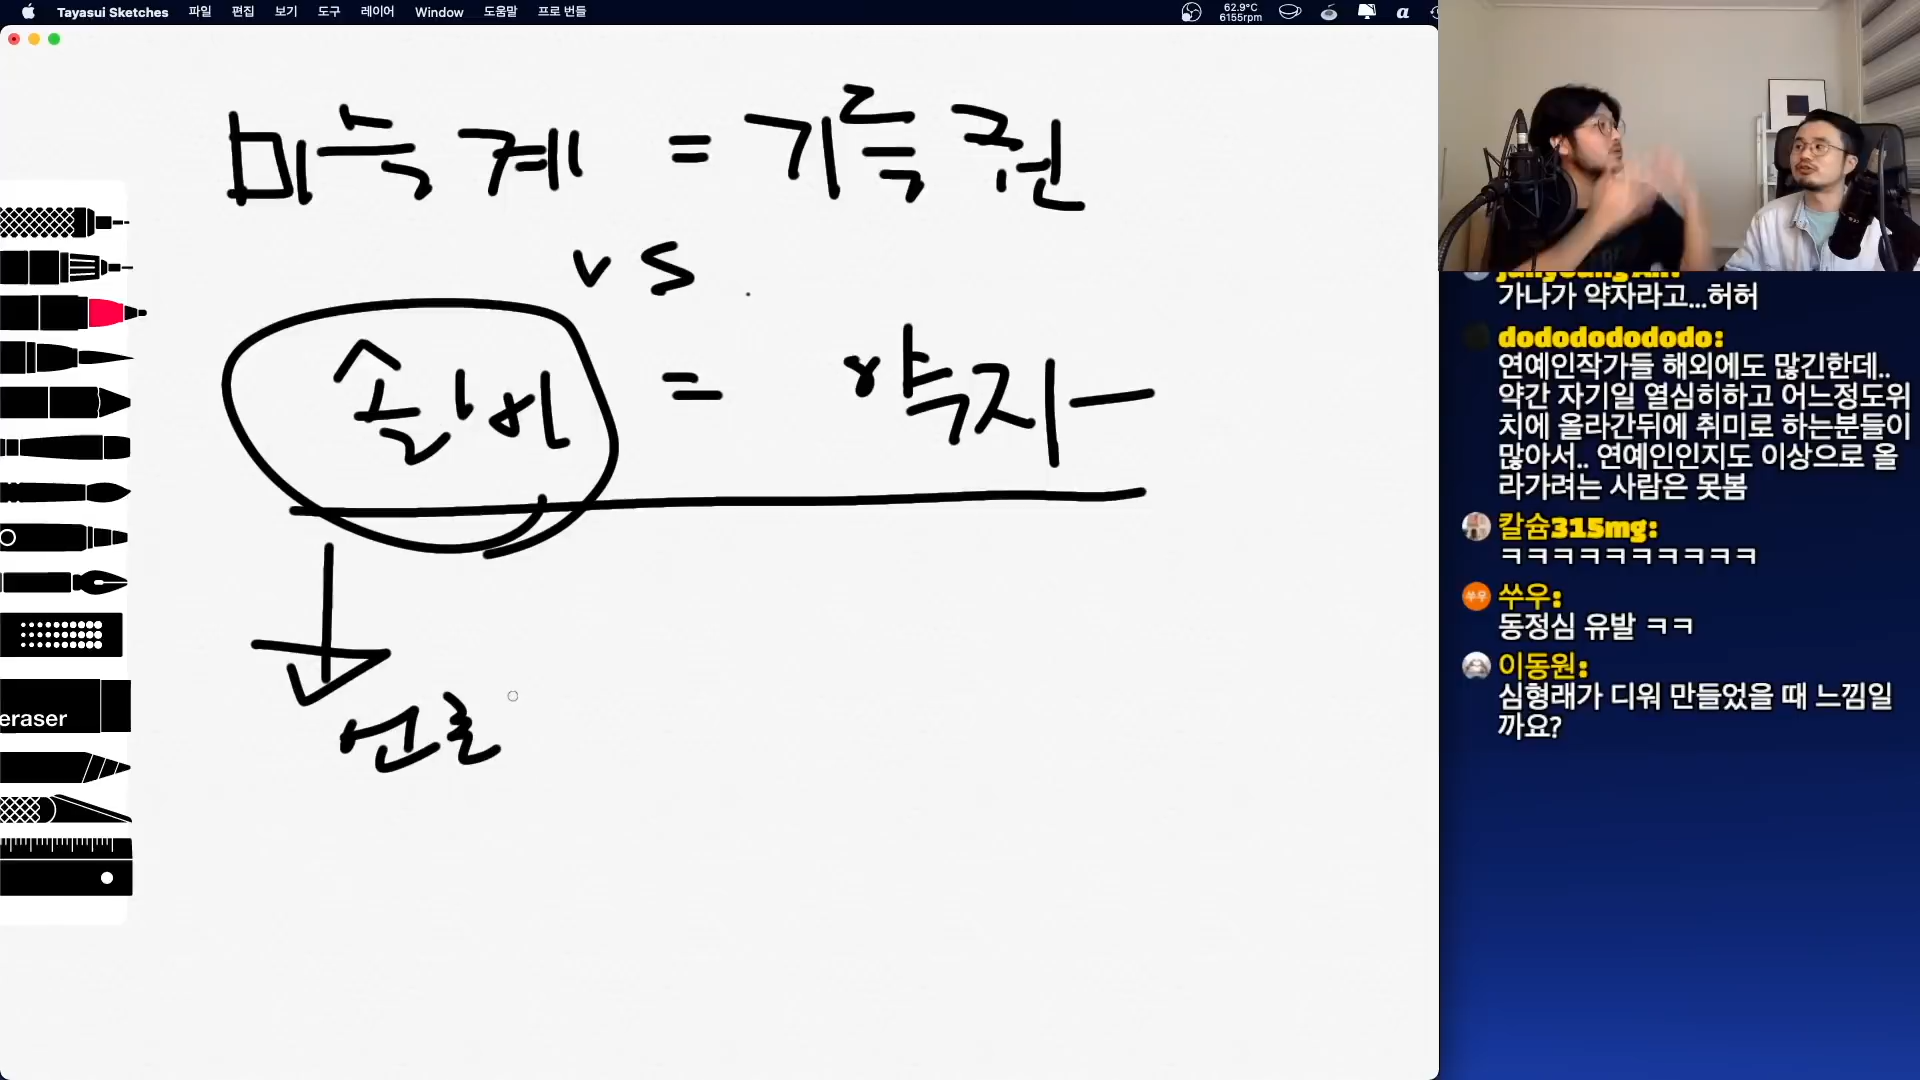 Tayasui Sketches 파일 편집 보기 도구 레이어 Window 도움말 프로 번들
62.9°C
6155rpm
미술계 = 기득권
vs
솔비 = 약자
언론
eraser
가나가 약자라고...허허
dodododododo:
연예인작가들 해외에도 많긴한데..
약간 자기일 열심히하고 어느정도위
치에 올라간뒤에 취미로 하는분들이
많아서.. 연예인인지도 이상으로 올
라가려는 사람은 못봄
칼슘315mg:
ㅋㅋㅋㅋㅋㅋㅋㅋㅋㅋ
쑤우:
동정심 유발 ㅋㅋ
이동원:
심형래가 디워 만들었을 때 느낌일
까요?